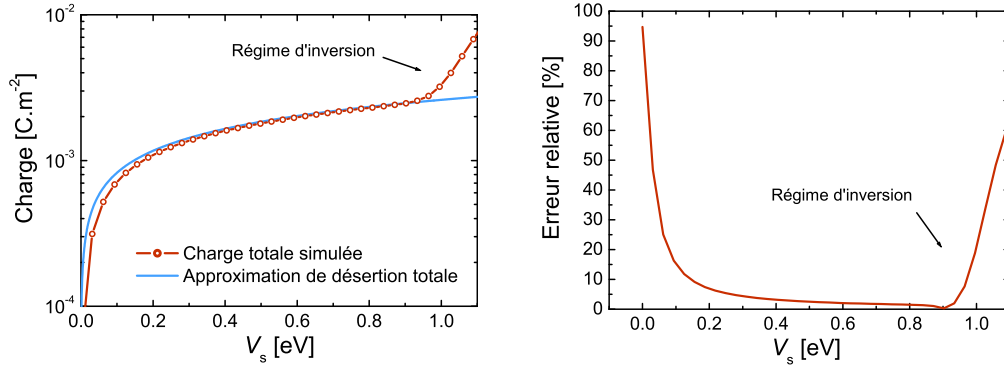 10⁻²
10⁻³
10⁻⁴
Charge [C.m⁻²]
Régime d'inversion
Charge totale simulée
Approximation de désertion totale
0.0 0.2 0.4 0.6 0.8 1.0
Vs [eV]
100
90
80
70
60
50
40
30
20
10
0
Erreur relative [%]
Régime d'inversion
0.0 0.2 0.4 0.6 0.8 1.0
Vs [eV]